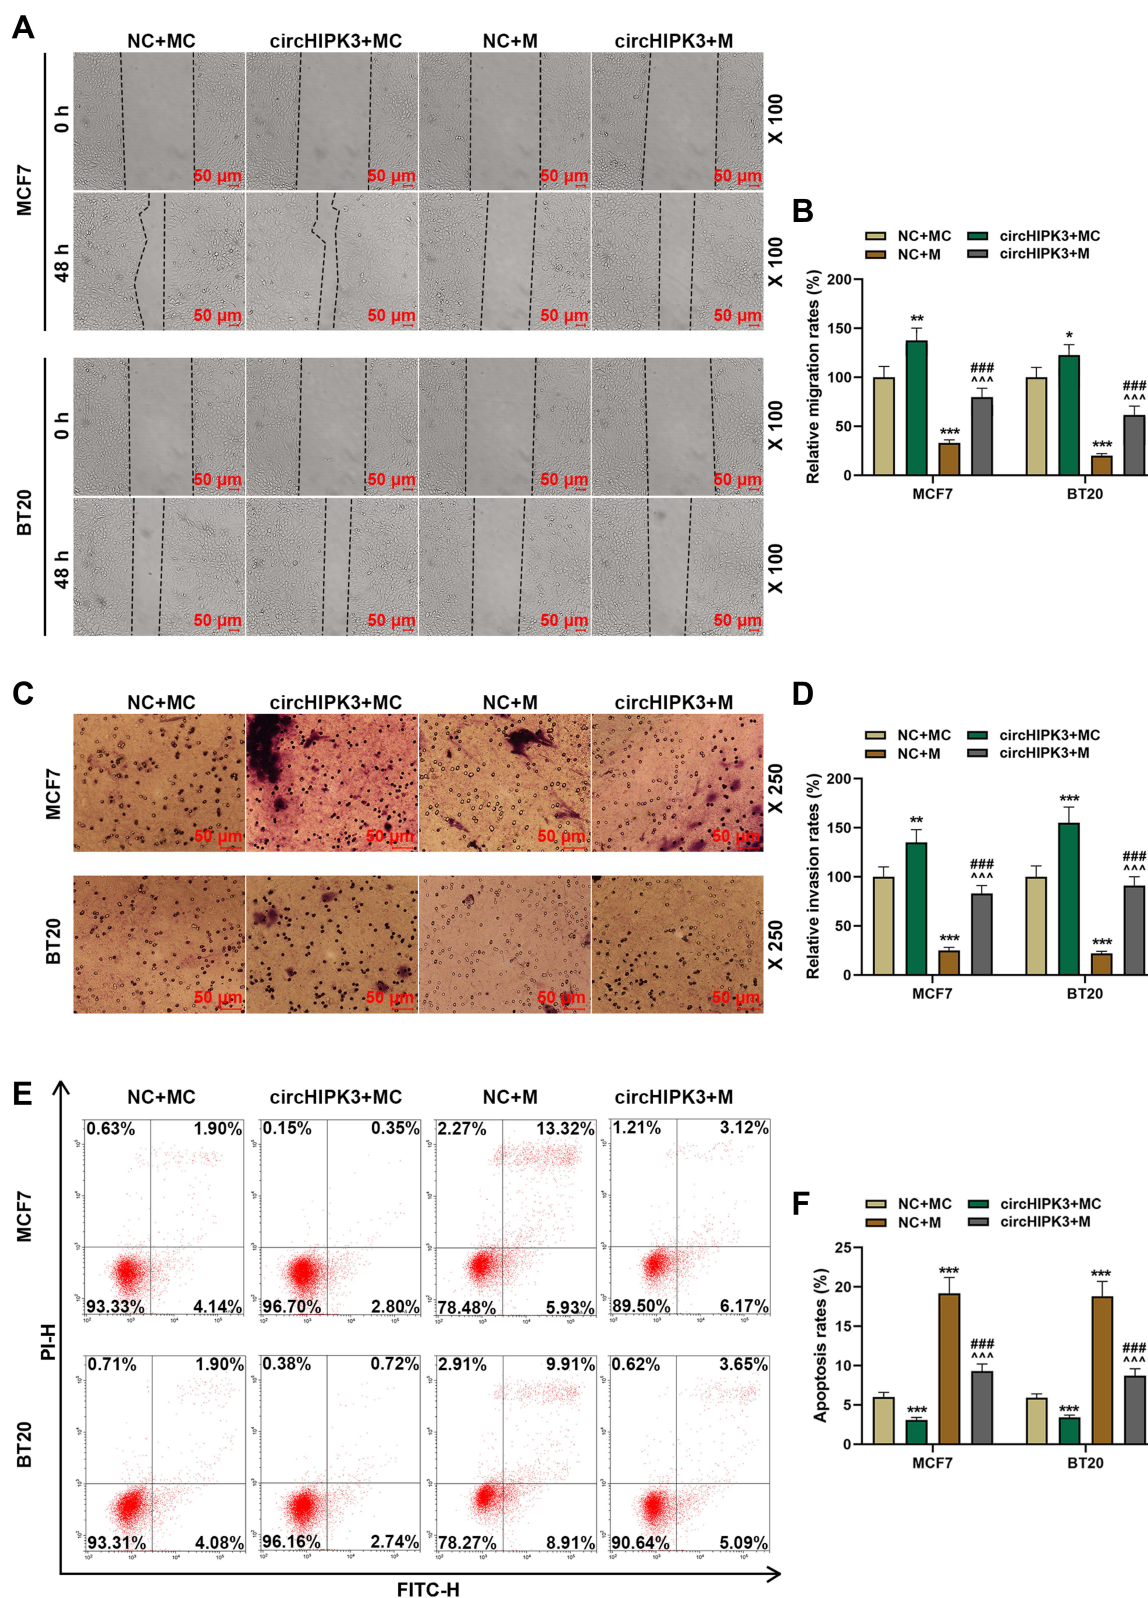 A
NC+MC circHIPK3+MC NC+M circHIPK3+M
MCF7
0 h
50 µm 50 µm 50 µm 50 µm
X 100
48 h
50 µm 50 µm 50 µm 50 µm
X 100
BT20
0 h
50 µm 50 µm 50 µm 50 µm
X 100
48 h
50 µm 50 µm 50 µm 50 µm
X 100
B
NC+MC circHIPK3+MC
NC+M circHIPK3+M
Relative migration rates (%)
200
150
100
50
0
** *** ### ^^^
* *** ### ^^^
MCF7 BT20
C
NC+MC circHIPK3+MC NC+M circHIPK3+M
MCF7
50 µm 50 µm 50 µm 50 µm
X 250
BT20
50 µm 50 µm 50 µm 50 µm
X 250
D
NC+MC circHIPK3+MC
NC+M circHIPK3+M
Relative invasion rates (%)
200
150
100
50
0
** *** ### ^^^
*** *** ### ^^^
MCF7 BT20
E
NC+MC circHIPK3+MC NC+M circHIPK3+M
PI-H
MCF7
0.63% 1.90% 0.15% 0.35% 2.27% 13.32% 1.21% 3.12%
93.33% 4.14% 96.70% 2.80% 78.48% 5.93% 89.50% 6.17%
BT20
0.71% 1.90% 0.38% 0.72% 2.91% 9.91% 0.62% 3.65%
93.31% 4.08% 96.16% 2.74% 78.27% 8.91% 90.64% 5.09%
FITC-H
F
NC+MC circHIPK3+MC
NC+M circHIPK3+M
Apoptosis rates (%)
25
20
15
10
5
0
*** *** ### ^^^
*** *** ### ^^^
MCF7 BT20